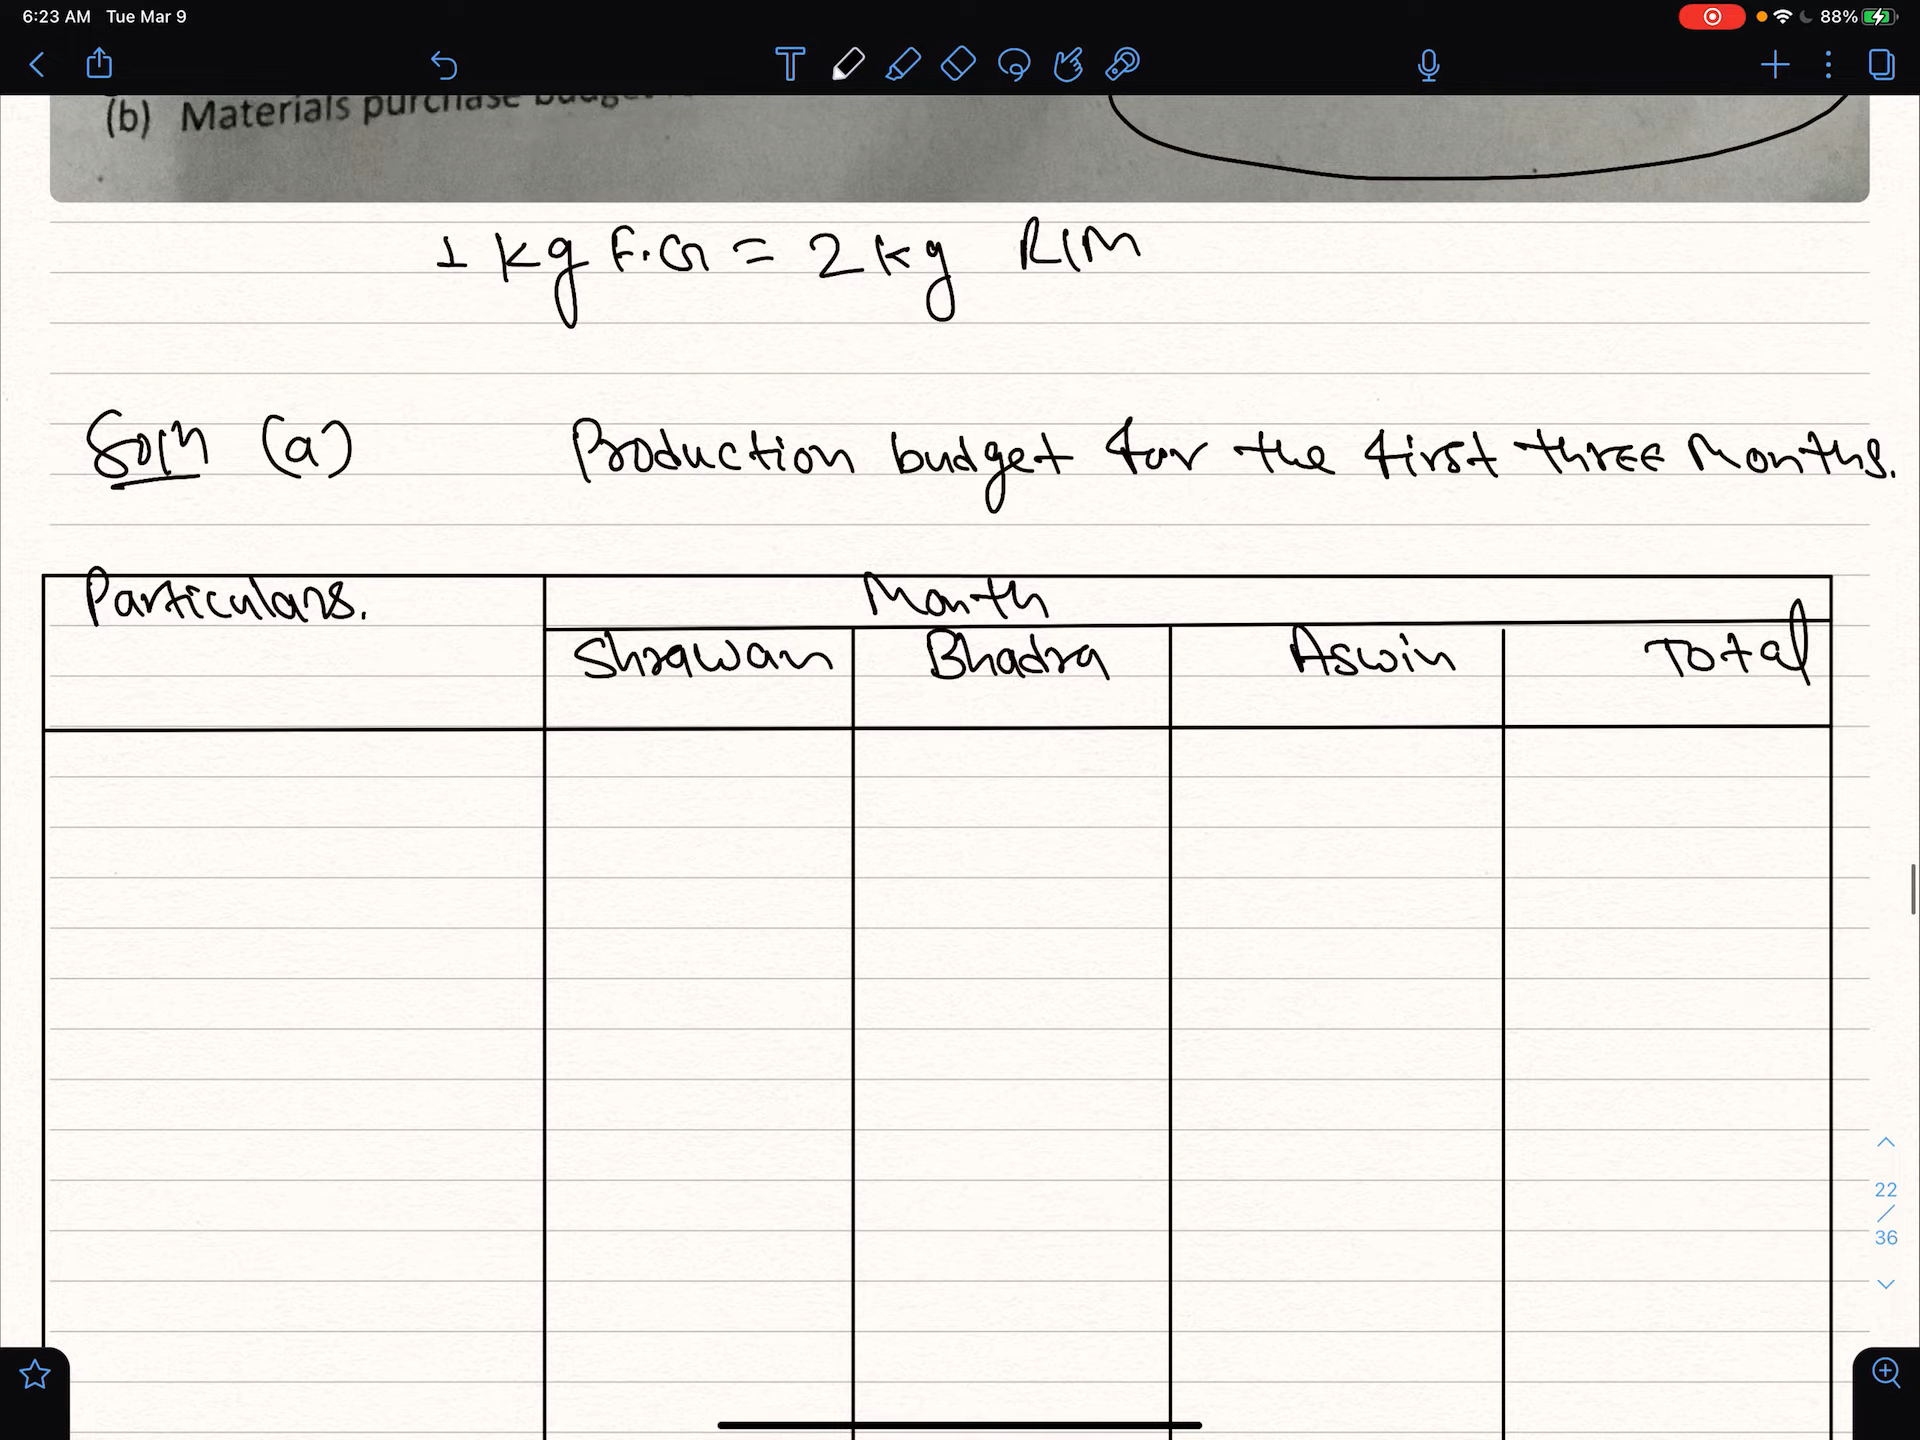 6:23 AM Tue Mar 9
88%
(b) Materials purchase
1 kg F.G = 2 kg R/M
Soln (a) Production budget for the first three Months.
Particulars. Month
Shrawan Bhadra Aswin Total
22
/
36